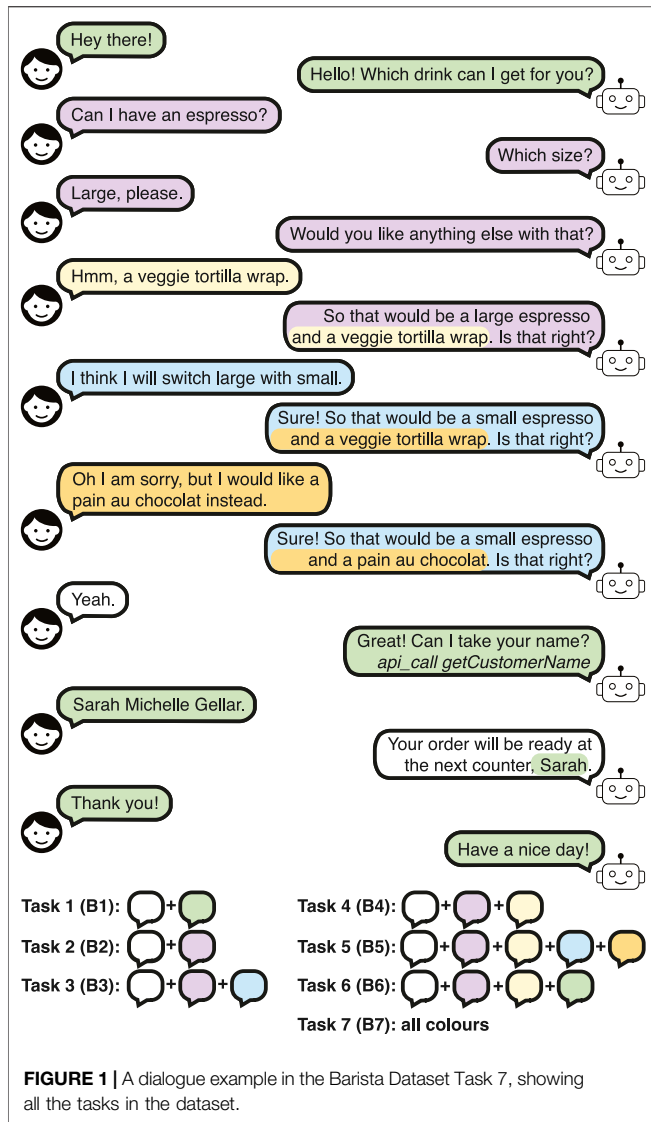 Hey there!
Hello! Which drink can I get for you?
Can I have an espresso?
Which size?
Large, please.
Would you like anything else with that?
Hmm, a veggie tortilla wrap.
So that would be a large espresso
and a veggie tortilla wrap. Is that right?
I think I will switch large with small.
Sure! So that would be a small espresso
and a veggie tortilla wrap. Is that right?
Oh I am sorry, but I would like a
pain au chocolat instead.
Sure! So that would be a small espresso
and a pain au chocolat. Is that right?
Yeah.
Great! Can I take your name?
api_call getCustomerName
Sarah Michelle Gellar.
Your order will be ready at
the next counter, Sarah.
Thank you!
Have a nice day!
Task 1 (B1): +
Task 2 (B2): +
Task 3 (B3): + +
Task 4 (B4): + +
Task 5 (B5): + + + +
Task 6 (B6): + + +
Task 7 (B7): all colours
FIGURE 1 | A dialogue example in the Barista Dataset Task 7, showing
all the tasks in the dataset.